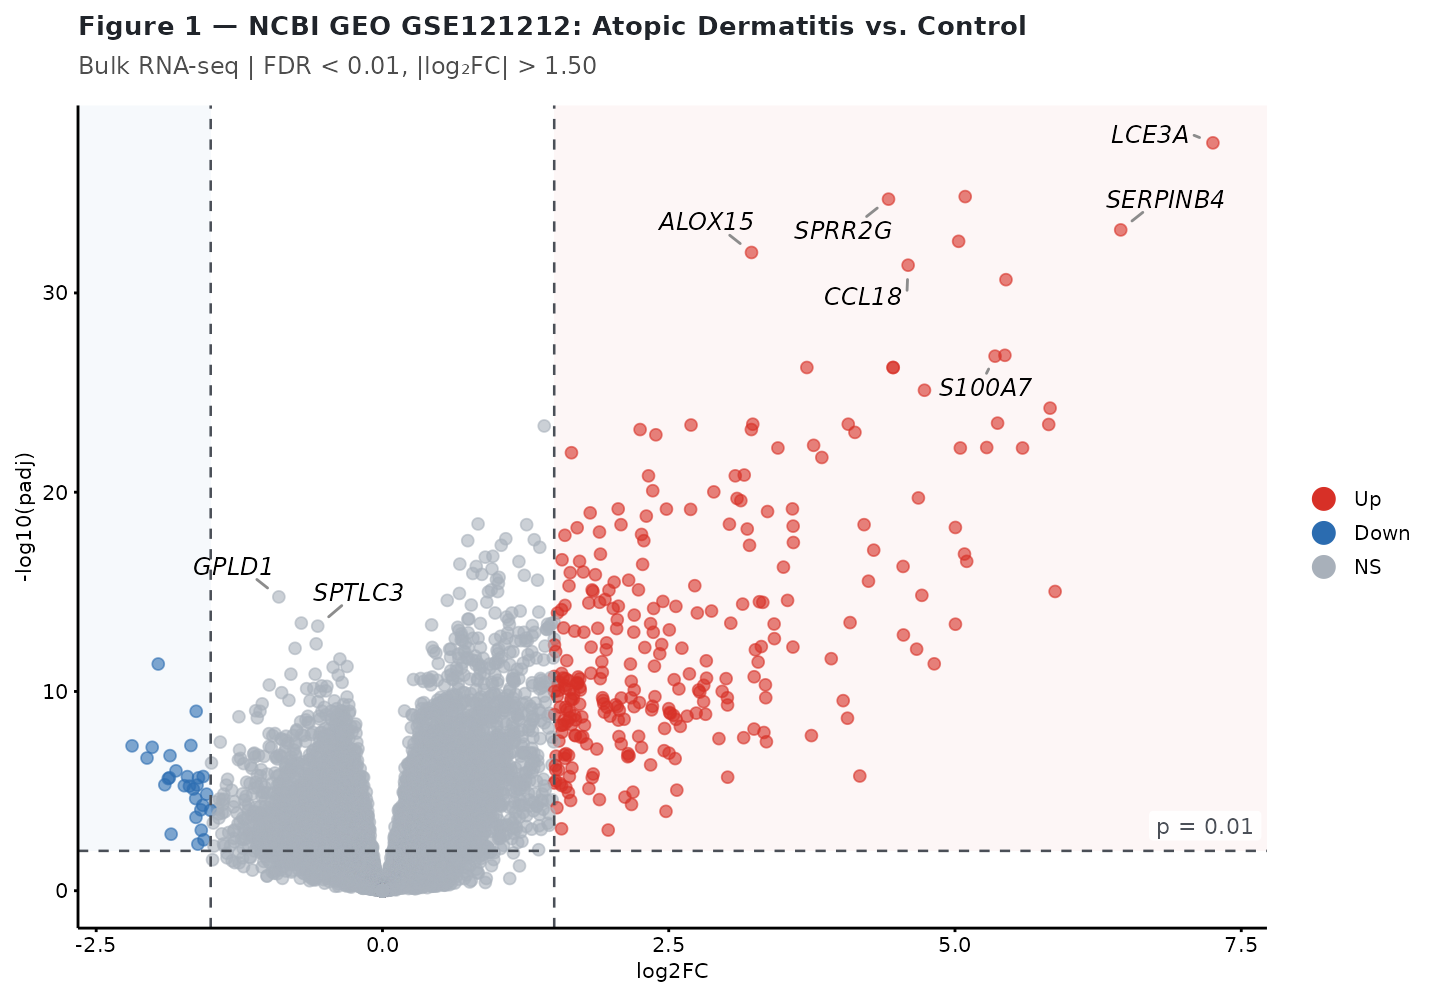 Figure 1 — NCBI GEO GSE121212: Atopic Dermatitis vs. Control
Bulk RNA-seq | FDR < 0.01, |log₂FC| > 1.50
LCE3A
SERPINB4
ALOX15
SPRR2G
CCL18
S100A7
GPLD1
SPTLC3
p = 0.01
-log10(padj)
30
20
10
0
-2.5
0.0
2.5
5.0
7.5
log2FC
Up
Down
NS